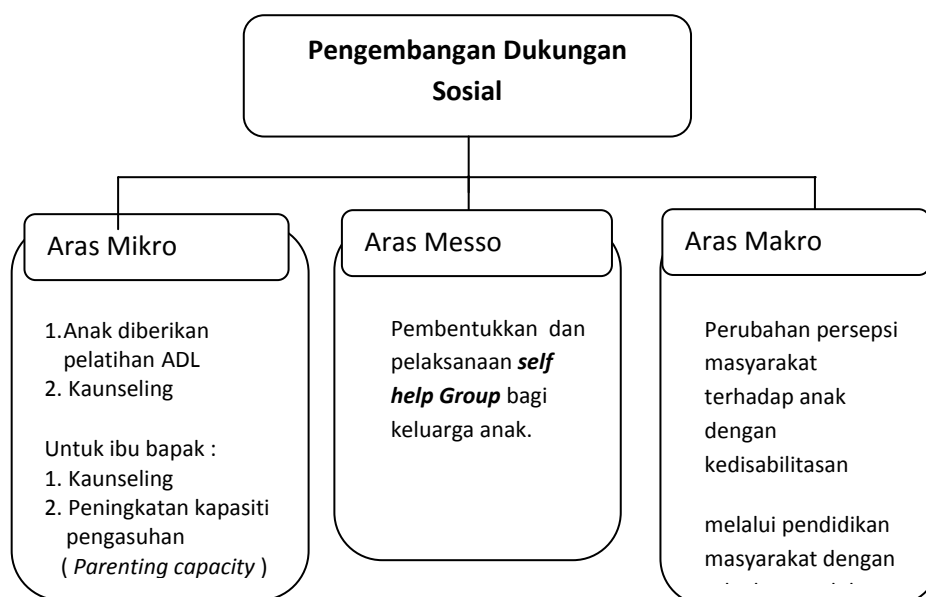 Pengembangan Dukungan
Sosial
Aras Mikro
1.Anak diberikan
pelatihan ADL
2. Kaunseling
Untuk ibu bapak :
1. Kaunseling
2. Peningkatan kapasiti
pengasuhan
( Parenting capacity )
Aras Messo
Pembentukkan dan
pelaksanaan self
help Group bagi
keluarga anak.
Aras Makro
Perubahan persepsi
masyarakat
terhadap anak
dengan
kedisabilitasan
melalui pendidikan
masyarakat dengan